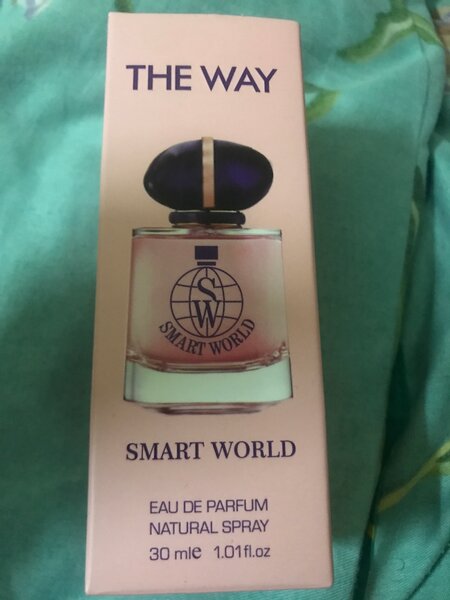 THE WAY
SW
SMART WORLD
SMART WORLD
EAU DE PARFUM
NATURAL SPRAY
30 ml℮ 1.01fl.oz